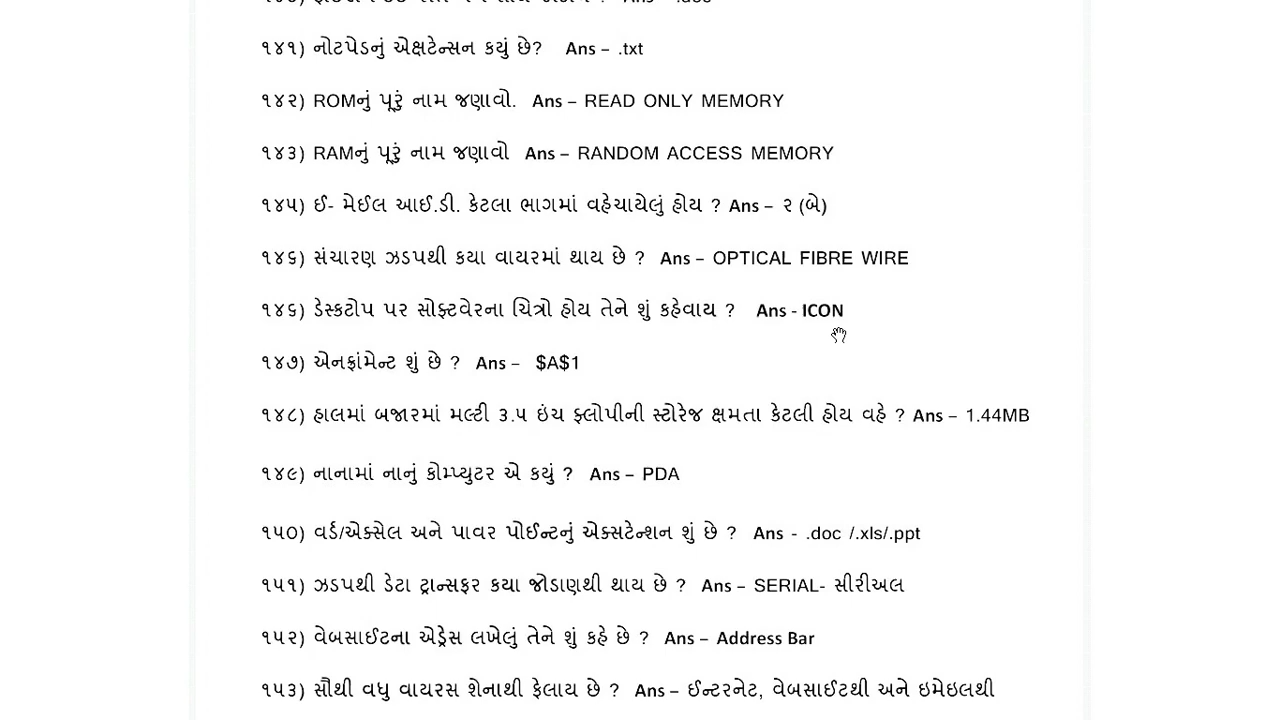 ૧૪૧) નોટપેડનું એક્ષટેન્સન કયું છે? Ans – .txt
૧૪૨) ROMનું પૂરું નામ જણાવો. Ans – READ ONLY MEMORY
૧૪૩) RAMનું પૂરું નામ જણાવો Ans – RANDOM ACCESS MEMORY
૧૪૫) ઈ- મેઈલ આઈ.ડી. કેટલા ભાગમાં વહેચાયેલું હોય ? Ans – ૨ (બે)
૧૪૬) સંચારણ ઝડપથી કયા વાયરમાં થાય છે ? Ans – OPTICAL FIBRE WIRE
૧૪૬) ડેસ્કટોપ પર સોફ્ટવેરના ચિત્રો હોય તેને શું કહેવાય ? Ans - ICON
૧૪૭) એનફ્રાંમેન્ટ શું છે ? Ans – $A$1
૧૪૮) હાલમાં બજારમાં મલ્ટી ૩.૫ ઇંચ ફ્લોપીની સ્ટોરેજ ક્ષમતા કેટલી હોય વહે ? Ans – 1.44MB
૧૪૯) નાનામાં નાનું કોમ્પ્યુટર એ કયું ? Ans – PDA
૧૫૦) વર્ડ/એક્સેલ અને પાવર પોઈન્ટનું એક્સટેન્શન શું છે ? Ans - .doc /.xls/.ppt
૧૫૧) ઝડપથી ડેટા ટ્રાન્સફર કયા જોડાણથી થાય છે ? Ans – SERIAL- સીરીઅલ
૧૫૨) વેબસાઈટના એડ્રેસ લખેલું તેને શું કહે છે ? Ans – Address Bar
૧૫૩) સૌથી વધુ વાયરસ શેનાથી ફેલાય છે ? Ans – ઈન્ટરનેટ, વેબસાઈટથી અને ઇમેઇલથી